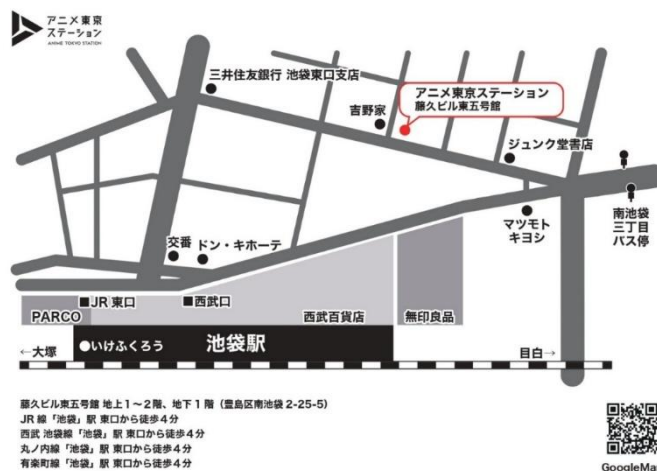 アニメ東京
ステーション
ANIME TOKYO STATION
三井住友銀行 池袋東口支店
アニメ東京ステーション
藤久ビル東五号館
吉野家
ジュンク堂書店
南池袋
三丁目
バス停
マツモト
キヨシ
交番
ドン・キホーテ
■JR 東口
■西武口
PARCO
西武百貨店
無印良品
●いけふくろう
池袋駅
←大塚
目白→
藤久ビル東五号館 地上1～2階、地下1階（豊島区南池袋 2-25-5）
JR 線「池袋」駅 東口から徒歩4分
西武 池袋線「池袋」駅 東口から徒歩4分
丸ノ内線「池袋」駅 東口から徒歩4分
有楽町線「池袋」駅 東口から徒歩4分